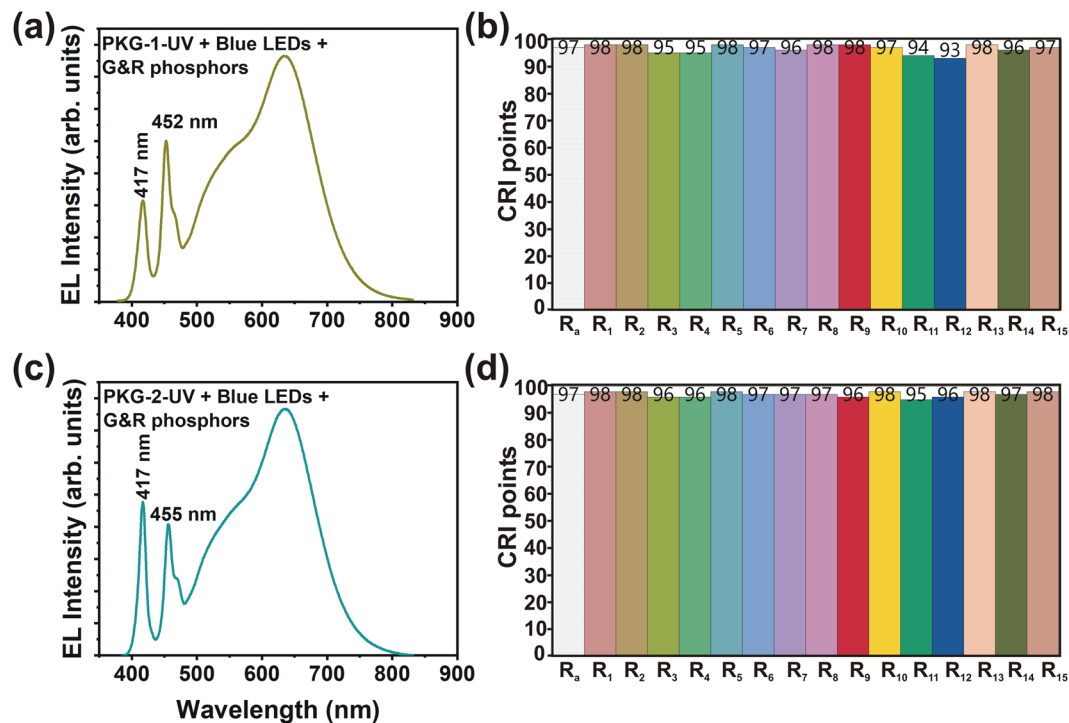 (a)
PKG-1-UV + Blue LEDs +
G&R phosphors
417 nm
452 nm
EL Intensity (arb. units)
400 500 600 700 800 900
(b)
97 98 98 95 95 98 97 96 98 98 97 94 93 98 96 97
100
90
80
70
60
50
40
30
20
10
0
CRI points
Ra R1 R2 R3 R4 R5 R6 R7 R8 R9 R10 R11 R12 R13 R14 R15
(c)
PKG-2-UV + Blue LEDs +
G&R phosphors
417 nm
455 nm
EL Intensity (arb. units)
400 500 600 700 800 900
Wavelength (nm)
(d)
97 98 98 96 96 98 97 97 97 96 98 95 96 98 97 98
100
90
80
70
60
50
40
30
20
10
0
CRI points
Ra R1 R2 R3 R4 R5 R6 R7 R8 R9 R10 R11 R12 R13 R14 R15